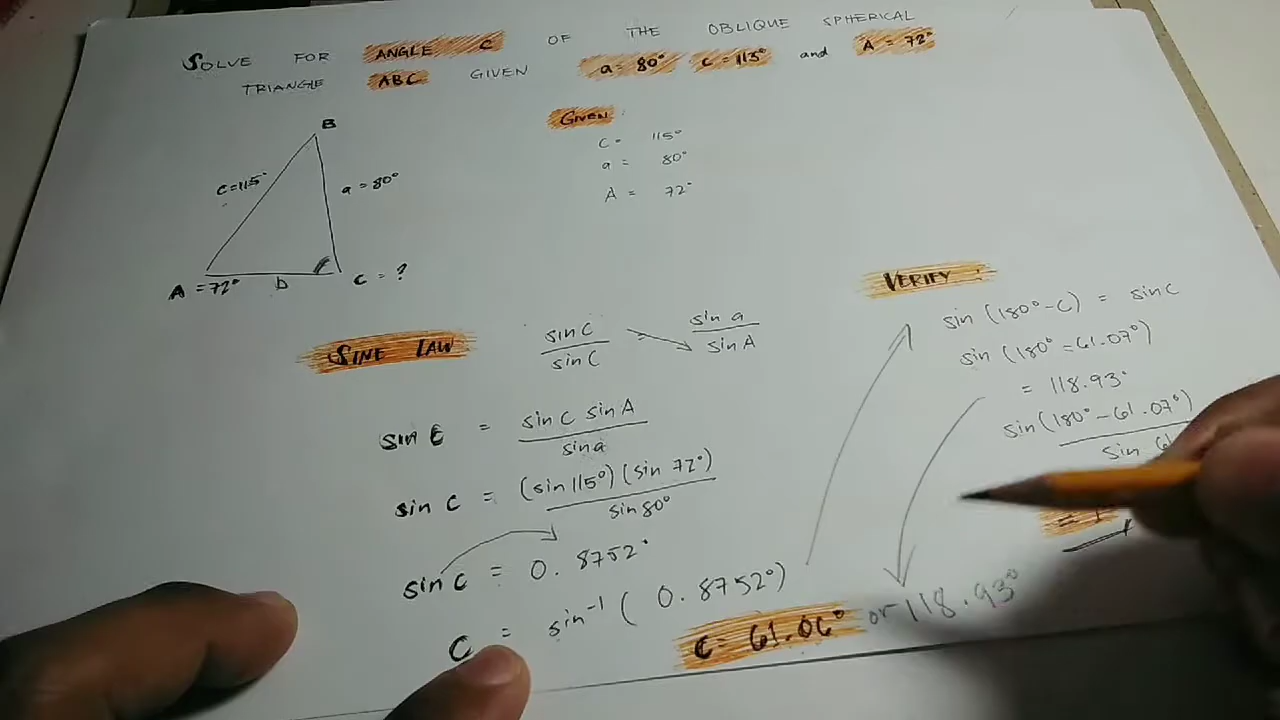 SOLVE FOR ANGLE C OF THE OBLIQUE SPHERICAL
TRIANGLE ABC GIVEN a = 80° c = 115° and A = 72°
B
c = 115°
a = 80°
A = 72°
b
C = ?
GIVEN:
C = 115°
a = 80°
A = 72°
SINE LAW
sin C / sin C = sin a / sin A
sin C = sin C sin A / sin a
sin C = (sin 115°)(sin 72°) / sin 80°
sin C = 0.8752°
C = sin⁻¹ (0.8752°)
C = 61.06° or 118.93°
VERIFY:
sin (180° - C) = sin C
sin (180° - 61.07°)
= 118.93°
sin (180° - 61.07°)
sin